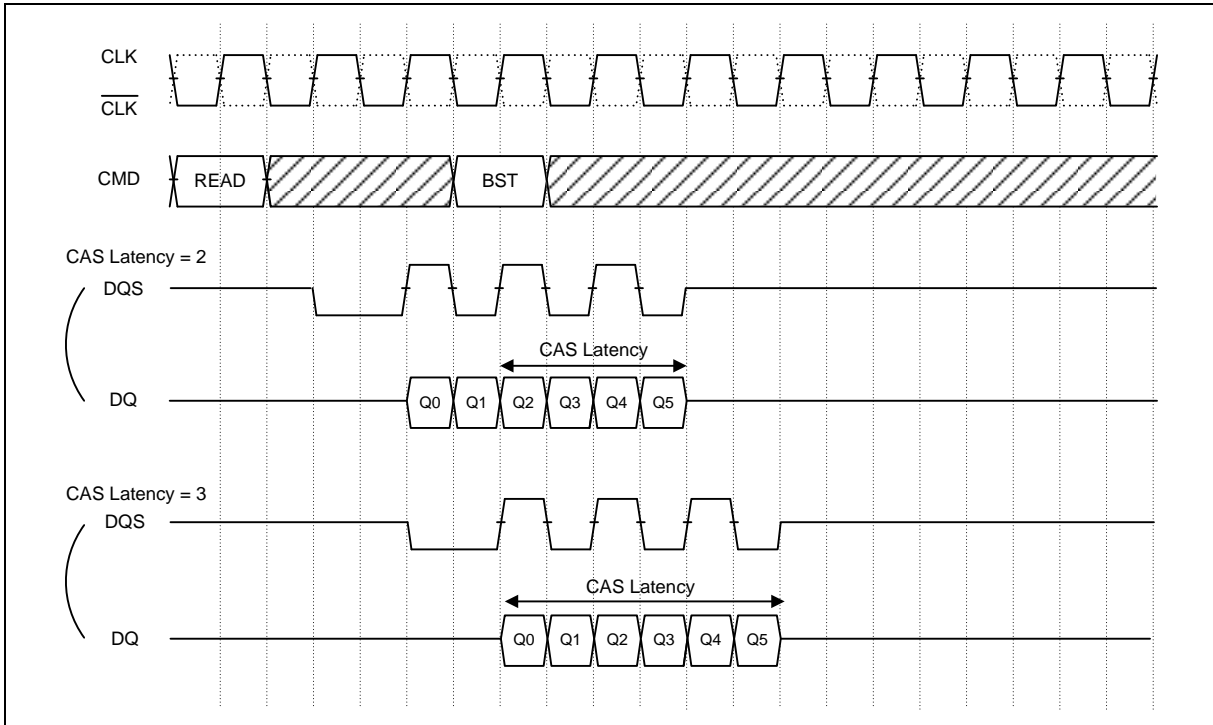 CLK
CLK
CMD
READ
BST
CAS Latency = 2
DQS
CAS Latency
DQ
Q0 Q1 Q2 Q3 Q4 Q5
CAS Latency = 3
DQS
CAS Latency
DQ
Q0 Q1 Q2 Q3 Q4 Q5